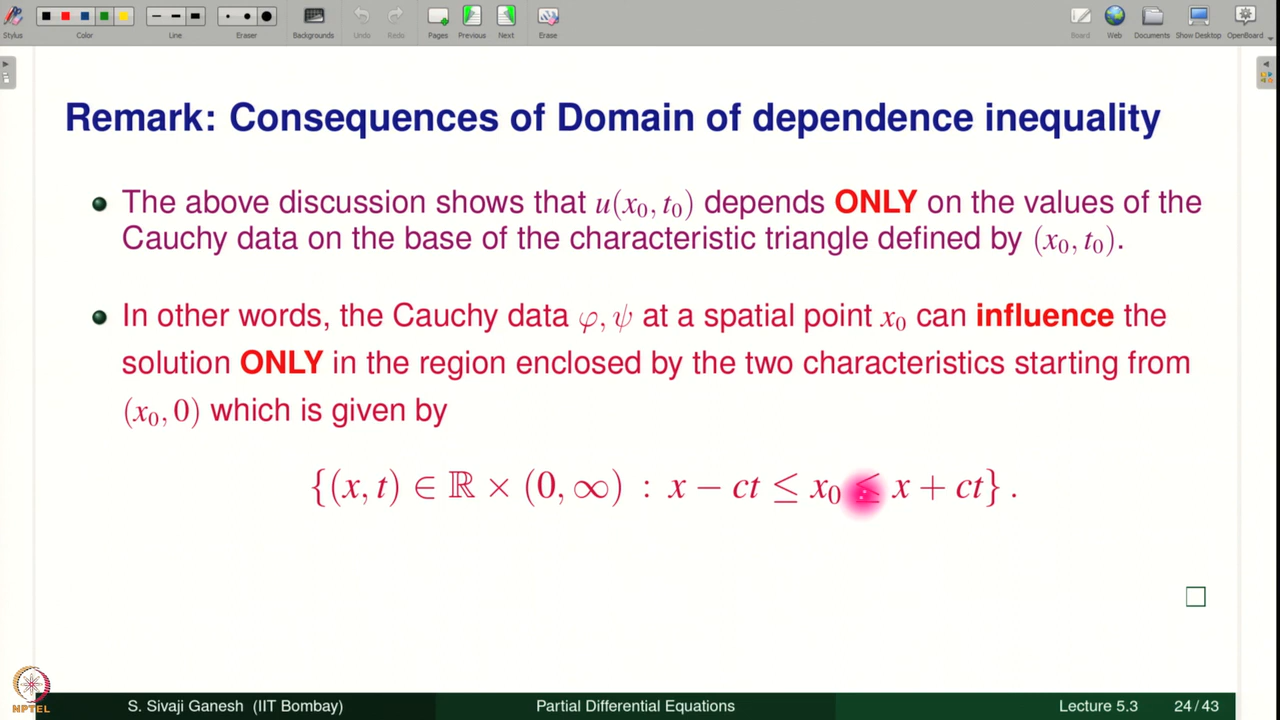 Stylus Color Line Eraser Backgrounds Undo Redo Pages Previous Next Erase Board Web Documents Show Desktop OpenBoard
Remark: Consequences of Domain of dependence inequality
The above discussion shows that u(x₀, t₀) depends ONLY on the values of the
Cauchy data on the base of the characteristic triangle defined by (x₀, t₀).
In other words, the Cauchy data φ, ψ at a spatial point x₀ can influence the
solution ONLY in the region enclosed by the two characteristics starting from
(x₀, 0) which is given by
{(x, t) ∈ ℝ × (0, ∞) : x − ct ≤ x₀ ≤ x + ct} .
NPTEL
S. Sivaji Ganesh (IIT Bombay) Partial Differential Equations Lecture 5.3 24/43